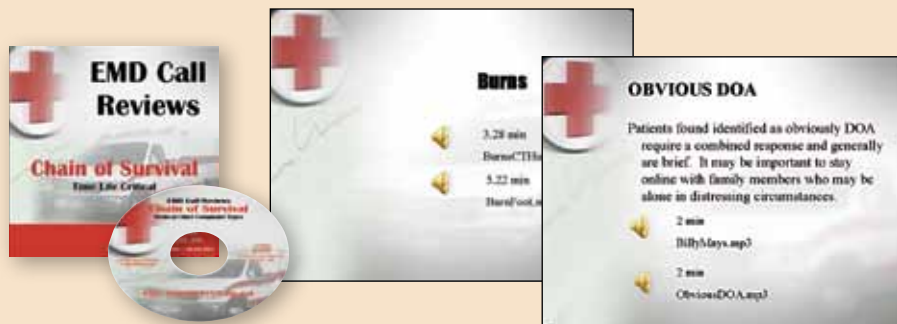 EMD Call
Reviews
Chain of Survival
Time Life Critical
EMD Call Reviews
Chain of Survival
Burns
3.28 min
5.22 min
OBVIOUS DOA
Patients found identified as obviously DOA
require a combined response and generally
are brief. It may be important to stay
online with family members who may be
alone in distressing circumstances.
2 min
BillyMays.mp3
2 min
ObviousDOA.mp3